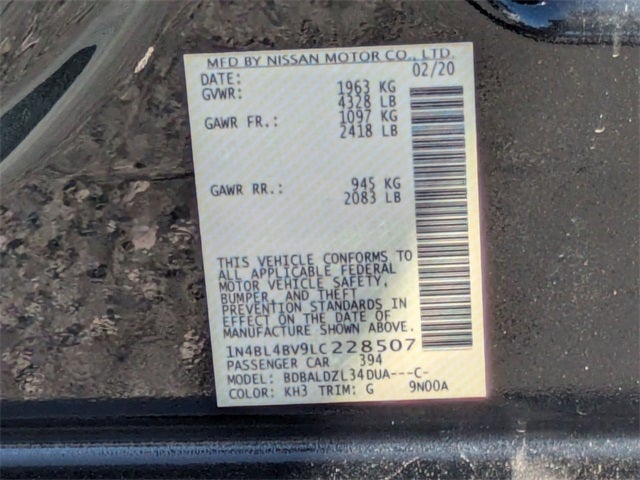 MFD BY NISSAN MOTOR CO., LTD.
DATE: 02/20
GVWR: 1963 KG
4328 LB
GAWR FR.: 1097 KG
2418 LB
GAWR RR.: 945 KG
2083 LB
THIS VEHICLE CONFORMS TO
ALL APPLICABLE FEDERAL
MOTOR VEHICLE SAFETY,
BUMPER, AND THEFT
PREVENTION STANDARDS IN
EFFECT ON THE DATE OF
MANUFACTURE SHOWN ABOVE.
1N4BL4BV9LC228507
PASSENGER CAR 394
MODEL: BDBALDZL34DUA---C-
COLOR: KH3 TRIM: G 9N00A